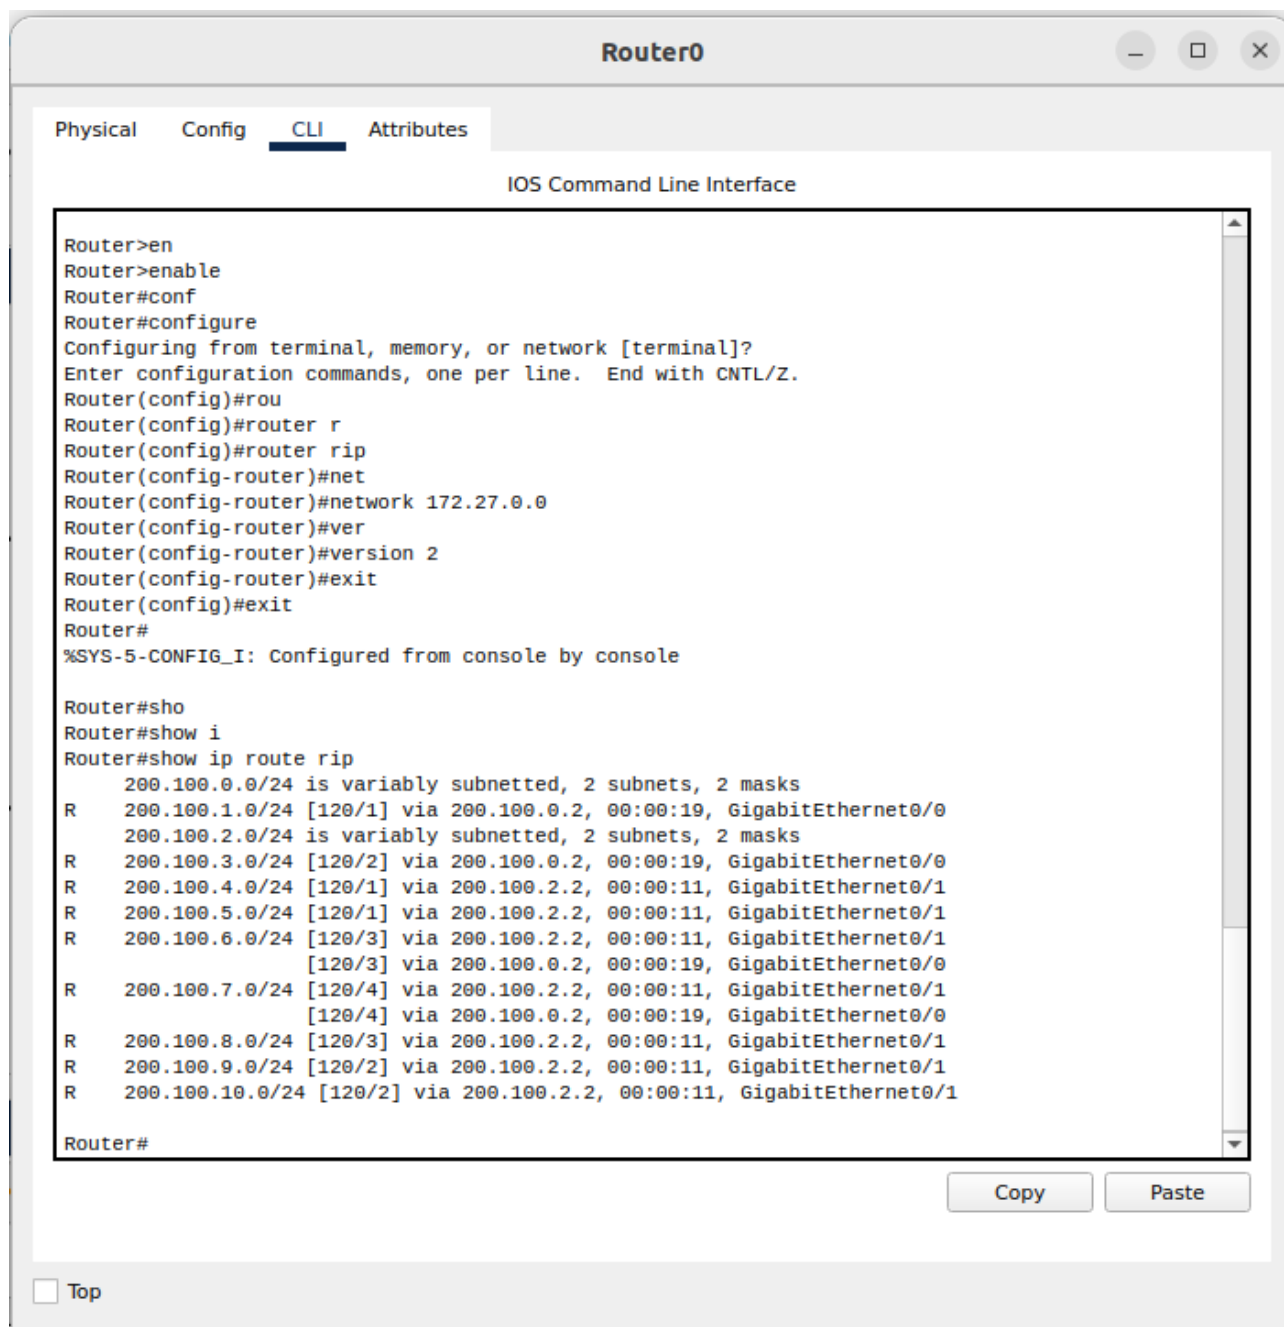 Router0
Physical Config CLI Attributes
IOS Command Line Interface
Router>en
Router>enable
Router#conf
Router#configure
Configuring from terminal, memory, or network [terminal]?
Enter configuration commands, one per line.  End with CNTL/Z.
Router(config)#rou
Router(config)#router r
Router(config)#router rip
Router(config-router)#net
Router(config-router)#network 172.27.0.0
Router(config-router)#ver
Router(config-router)#version 2
Router(config-router)#exit
Router(config)#exit
Router#
%SYS-5-CONFIG_I: Configured from console by console
Router#sho
Router#show i
Router#show ip route rip
     200.100.0.0/24 is variably subnetted, 2 subnets, 2 masks
R    200.100.1.0/24 [120/1] via 200.100.0.2, 00:00:19, GigabitEthernet0/0
     200.100.2.0/24 is variably subnetted, 2 subnets, 2 masks
R    200.100.3.0/24 [120/2] via 200.100.0.2, 00:00:19, GigabitEthernet0/0
R    200.100.4.0/24 [120/1] via 200.100.2.2, 00:00:11, GigabitEthernet0/1
R    200.100.5.0/24 [120/1] via 200.100.2.2, 00:00:11, GigabitEthernet0/1
R    200.100.6.0/24 [120/3] via 200.100.2.2, 00:00:11, GigabitEthernet0/1
                    [120/3] via 200.100.0.2, 00:00:19, GigabitEthernet0/0
R    200.100.7.0/24 [120/4] via 200.100.2.2, 00:00:11, GigabitEthernet0/1
                    [120/4] via 200.100.0.2, 00:00:19, GigabitEthernet0/0
R    200.100.8.0/24 [120/3] via 200.100.2.2, 00:00:11, GigabitEthernet0/1
R    200.100.9.0/24 [120/2] via 200.100.2.2, 00:00:11, GigabitEthernet0/1
R    200.100.10.0/24 [120/2] via 200.100.2.2, 00:00:11, GigabitEthernet0/1
Router#
Copy Paste
Top